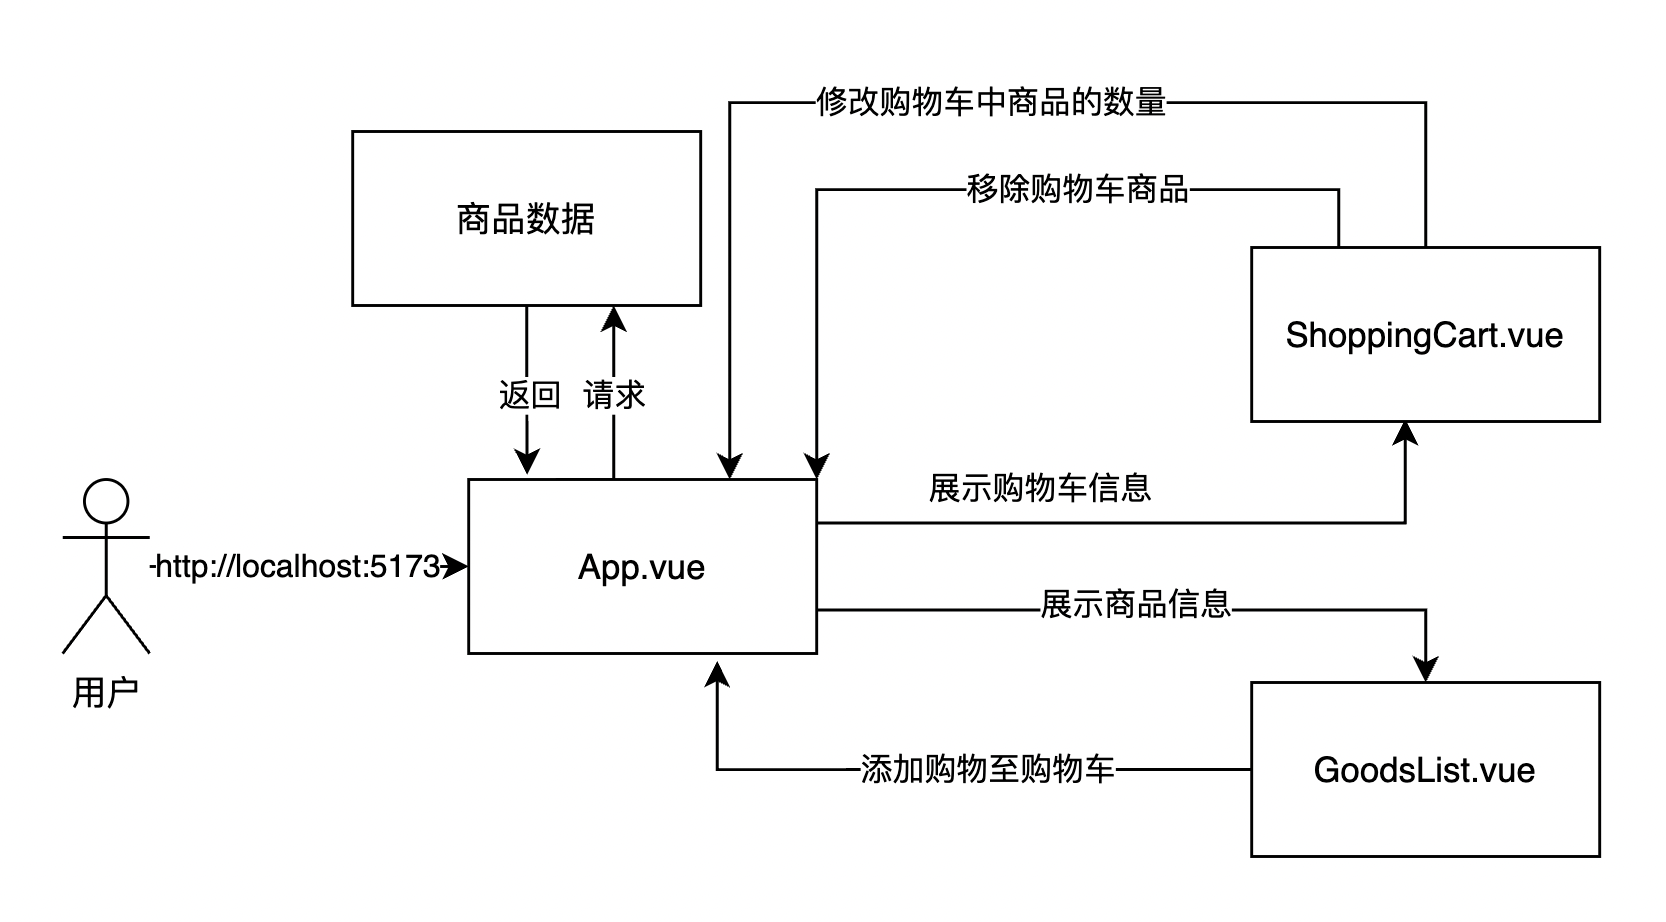 修改购物车中商品的数量
移除购物车商品
商品数据
ShoppingCart.vue
返回
请求
展示购物车信息
http://localhost:5173
App.vue
展示商品信息
用户
添加购物至购物车
GoodsList.vue